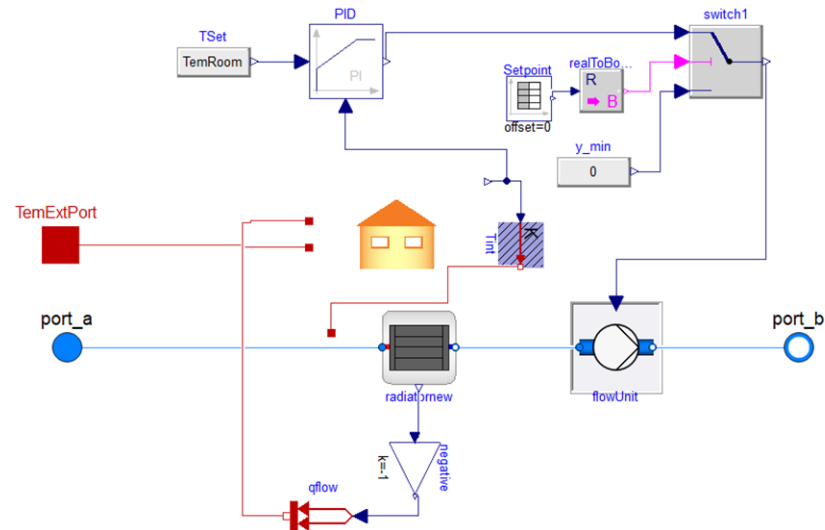 TSet
TemRoom
PID
PI
switch1
Setpoint
offset=0
realToBo...
R
B
y_min
0
TemExtPort
Tint
K
port_a
port_b
radiatornew
flowUnit
negative
k=-1
qflow